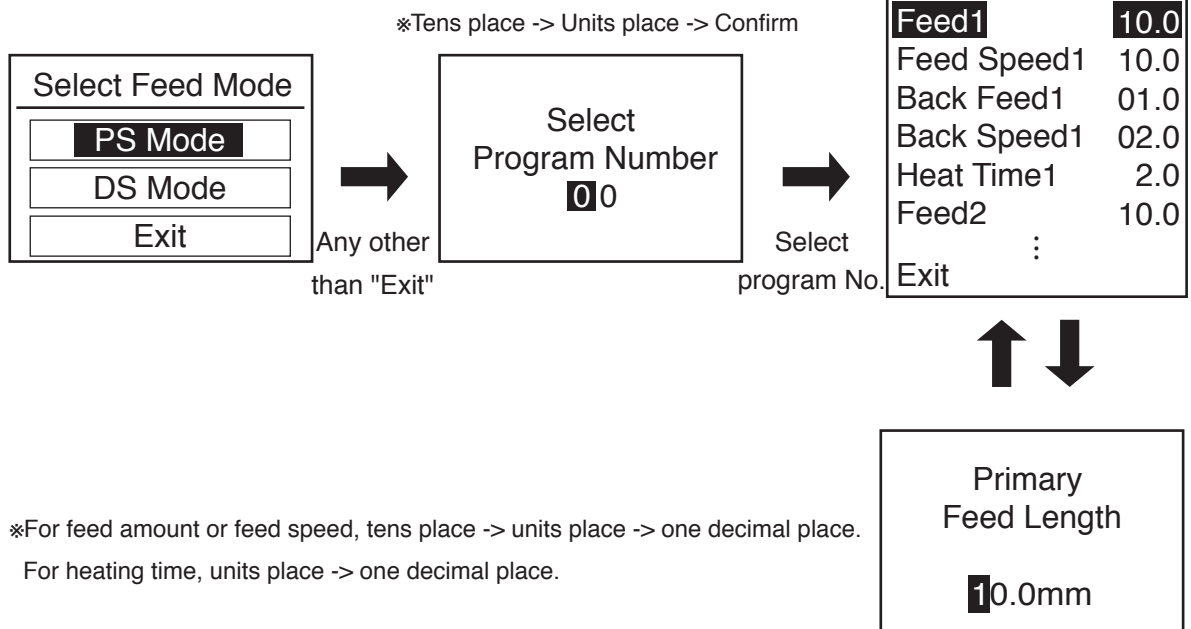 ※Tens place -> Units place -> Confirm
Select Feed Mode
PS Mode
DS Mode
Exit
Any other
than "Exit"
Select
Program Number
00
Select
program No.
Feed1 10.0
Feed Speed1 10.0
Back Feed1 01.0
Back Speed1 02.0
Heat Time1 2.0
Feed2 10.0
⋮
Exit
Primary
Feed Length
10.0mm
※For feed amount or feed speed, tens place -> units place -> one decimal place.
For heating time, units place -> one decimal place.